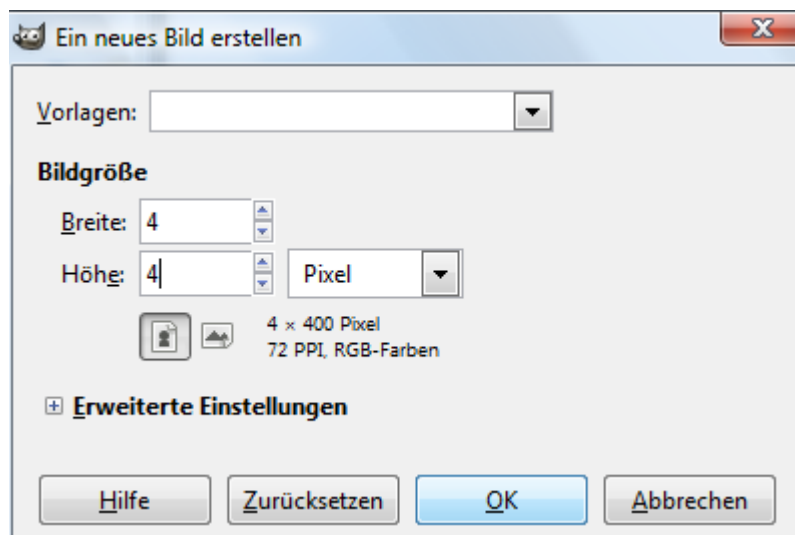 Ein neues Bild erstellen
Vorlagen:
Bildgröße
Breite: 4
Höhe: 4 Pixel
4 × 400 Pixel
72 PPI, RGB-Farben
Erweiterte Einstellungen
Hilfe Zurücksetzen OK Abbrechen